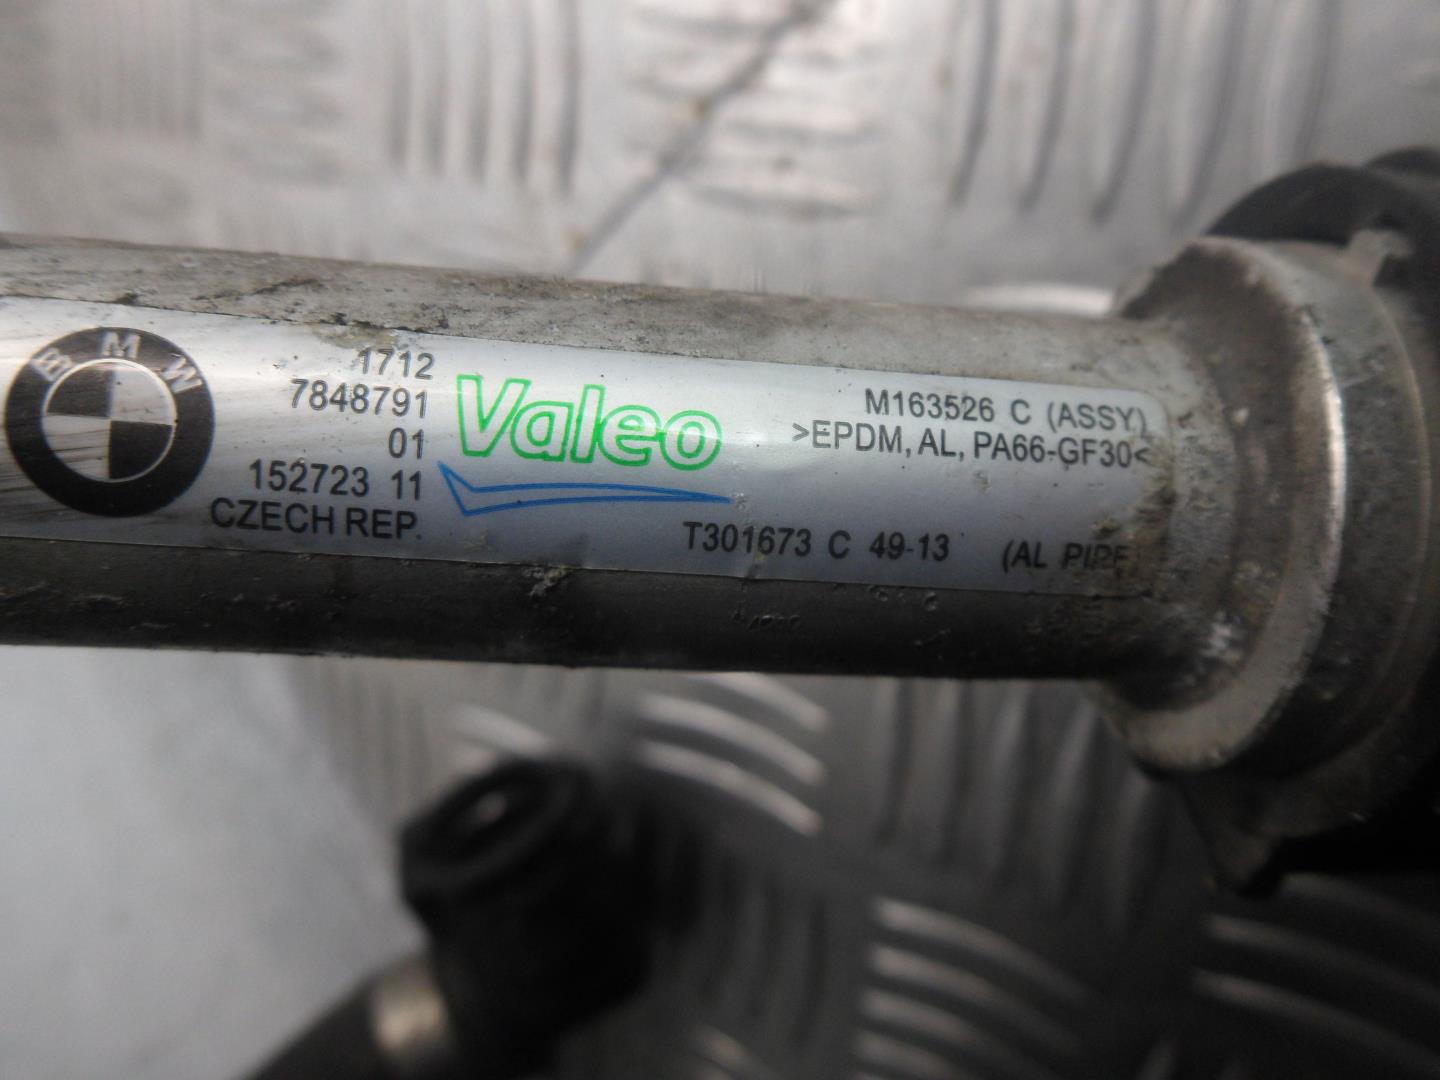 BMW
1712
7848791
01
152723 11
CZECH REP.
Valeo
M163526 C (ASSY)
>EPDM, AL, PA66-GF30<
T301673 C 49-13 (AL PIPE)